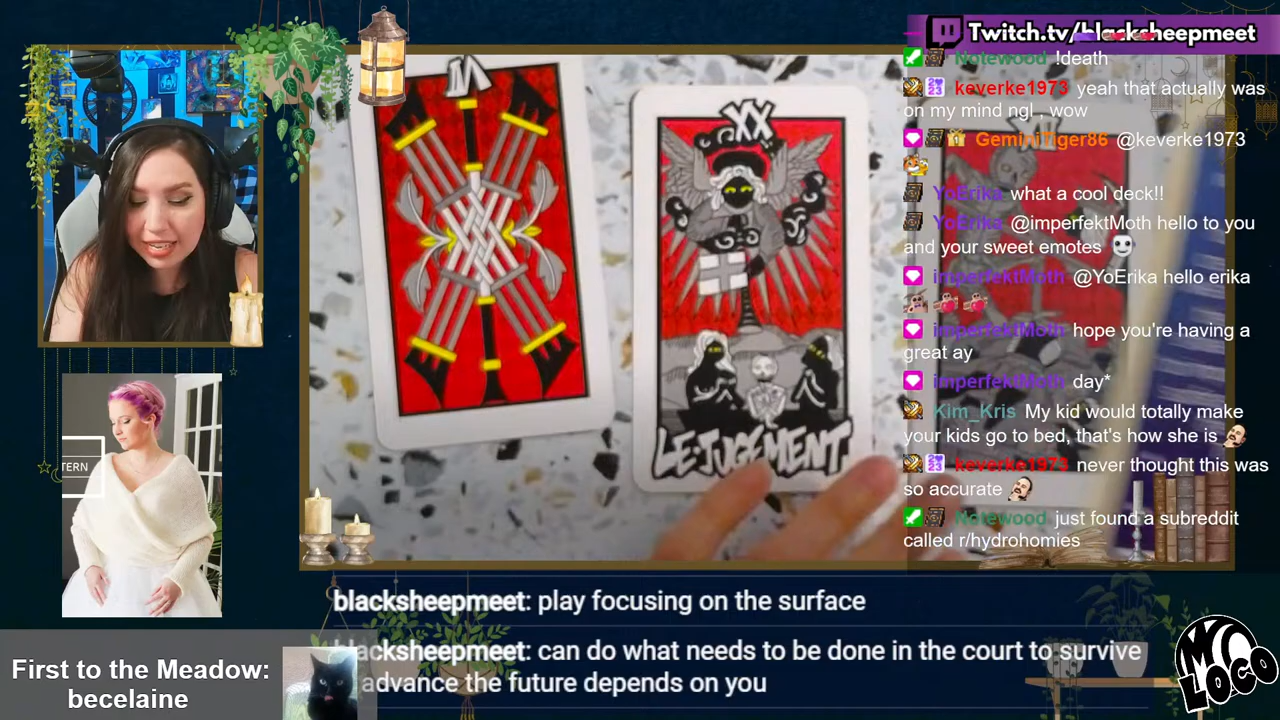 Twitch.tv/blacksheepmeet
Notewood !death
keverke1973 yeah that actually was
on my mind ngl , wow
GeminiTiger86 @keverke1973
YoErika what a cool deck!!
YoErika @imperfektMoth hello to you
and your sweet emotes
imperfektMoth @YoErika hello erika
imperfektMoth hope you're having a
great ay
imperfektMoth day*
Kim_Kris My kid would totally make
your kids go to bed, that's how she is
keverke1973 never thought this was
so accurate
Notewood just found a subreddit
called r/hydrohomies
VI
XX
LE·JUGEMENT
TERN
blacksheepmeet: play focusing on the surface
blacksheepmeet: can do what needs to be done in the court to survive
advance the future depends on you
First to the Meadow:
becelaine
MC
LOCO